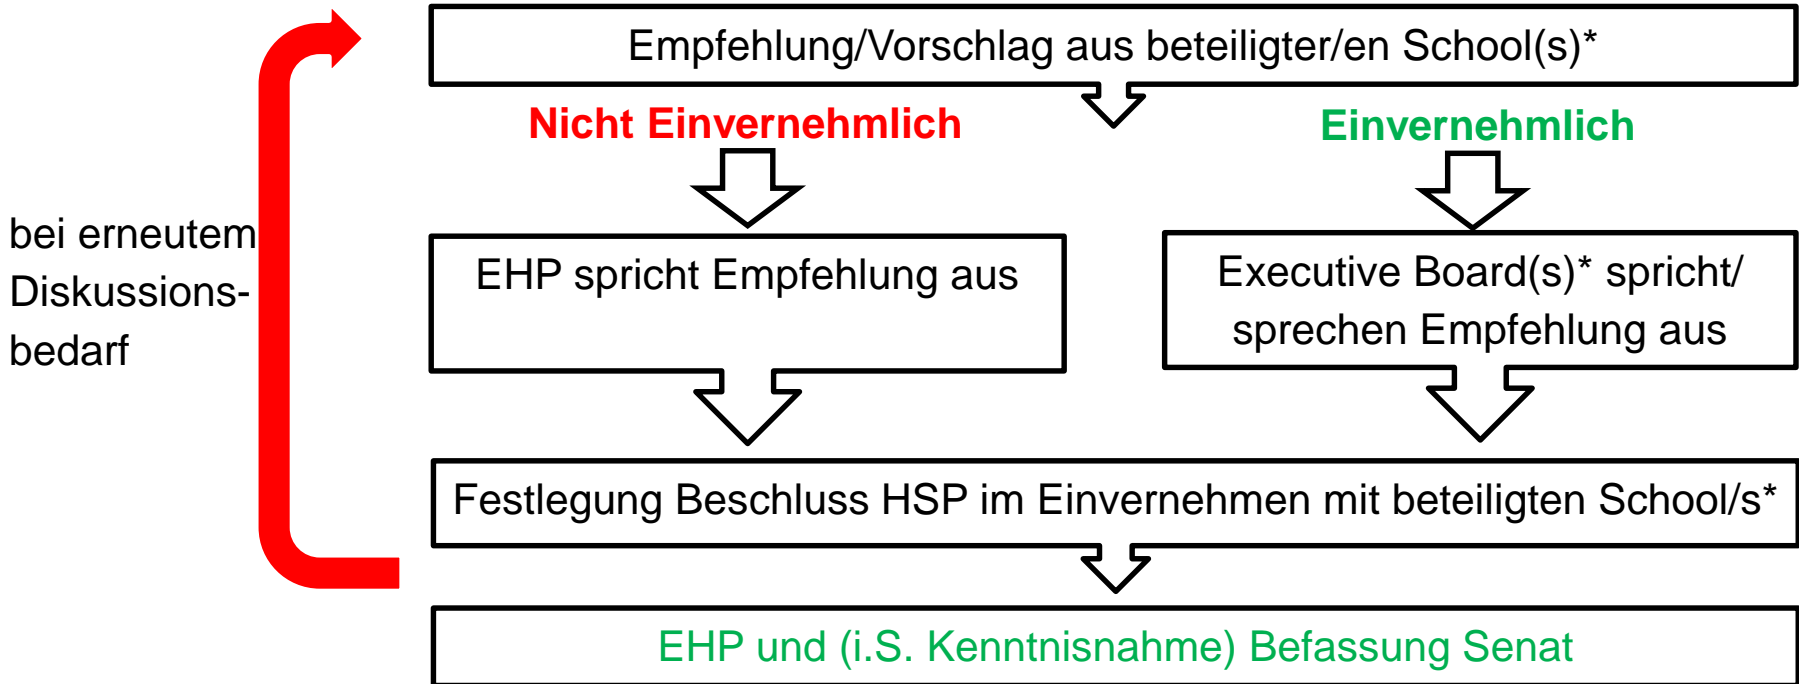 Empfehlung/Vorschlag aus beteiligter/en School(s)*
Nicht Einvernehmlich
Einvernehmlich
bei erneutem
Diskussions-
bedarf
EHP spricht Empfehlung aus
Executive Board(s)* spricht/
sprechen Empfehlung aus
Festlegung Beschluss HSP im Einvernehmen mit beteiligten School/s*
EHP und (i.S. Kenntnisnahme) Befassung Senat